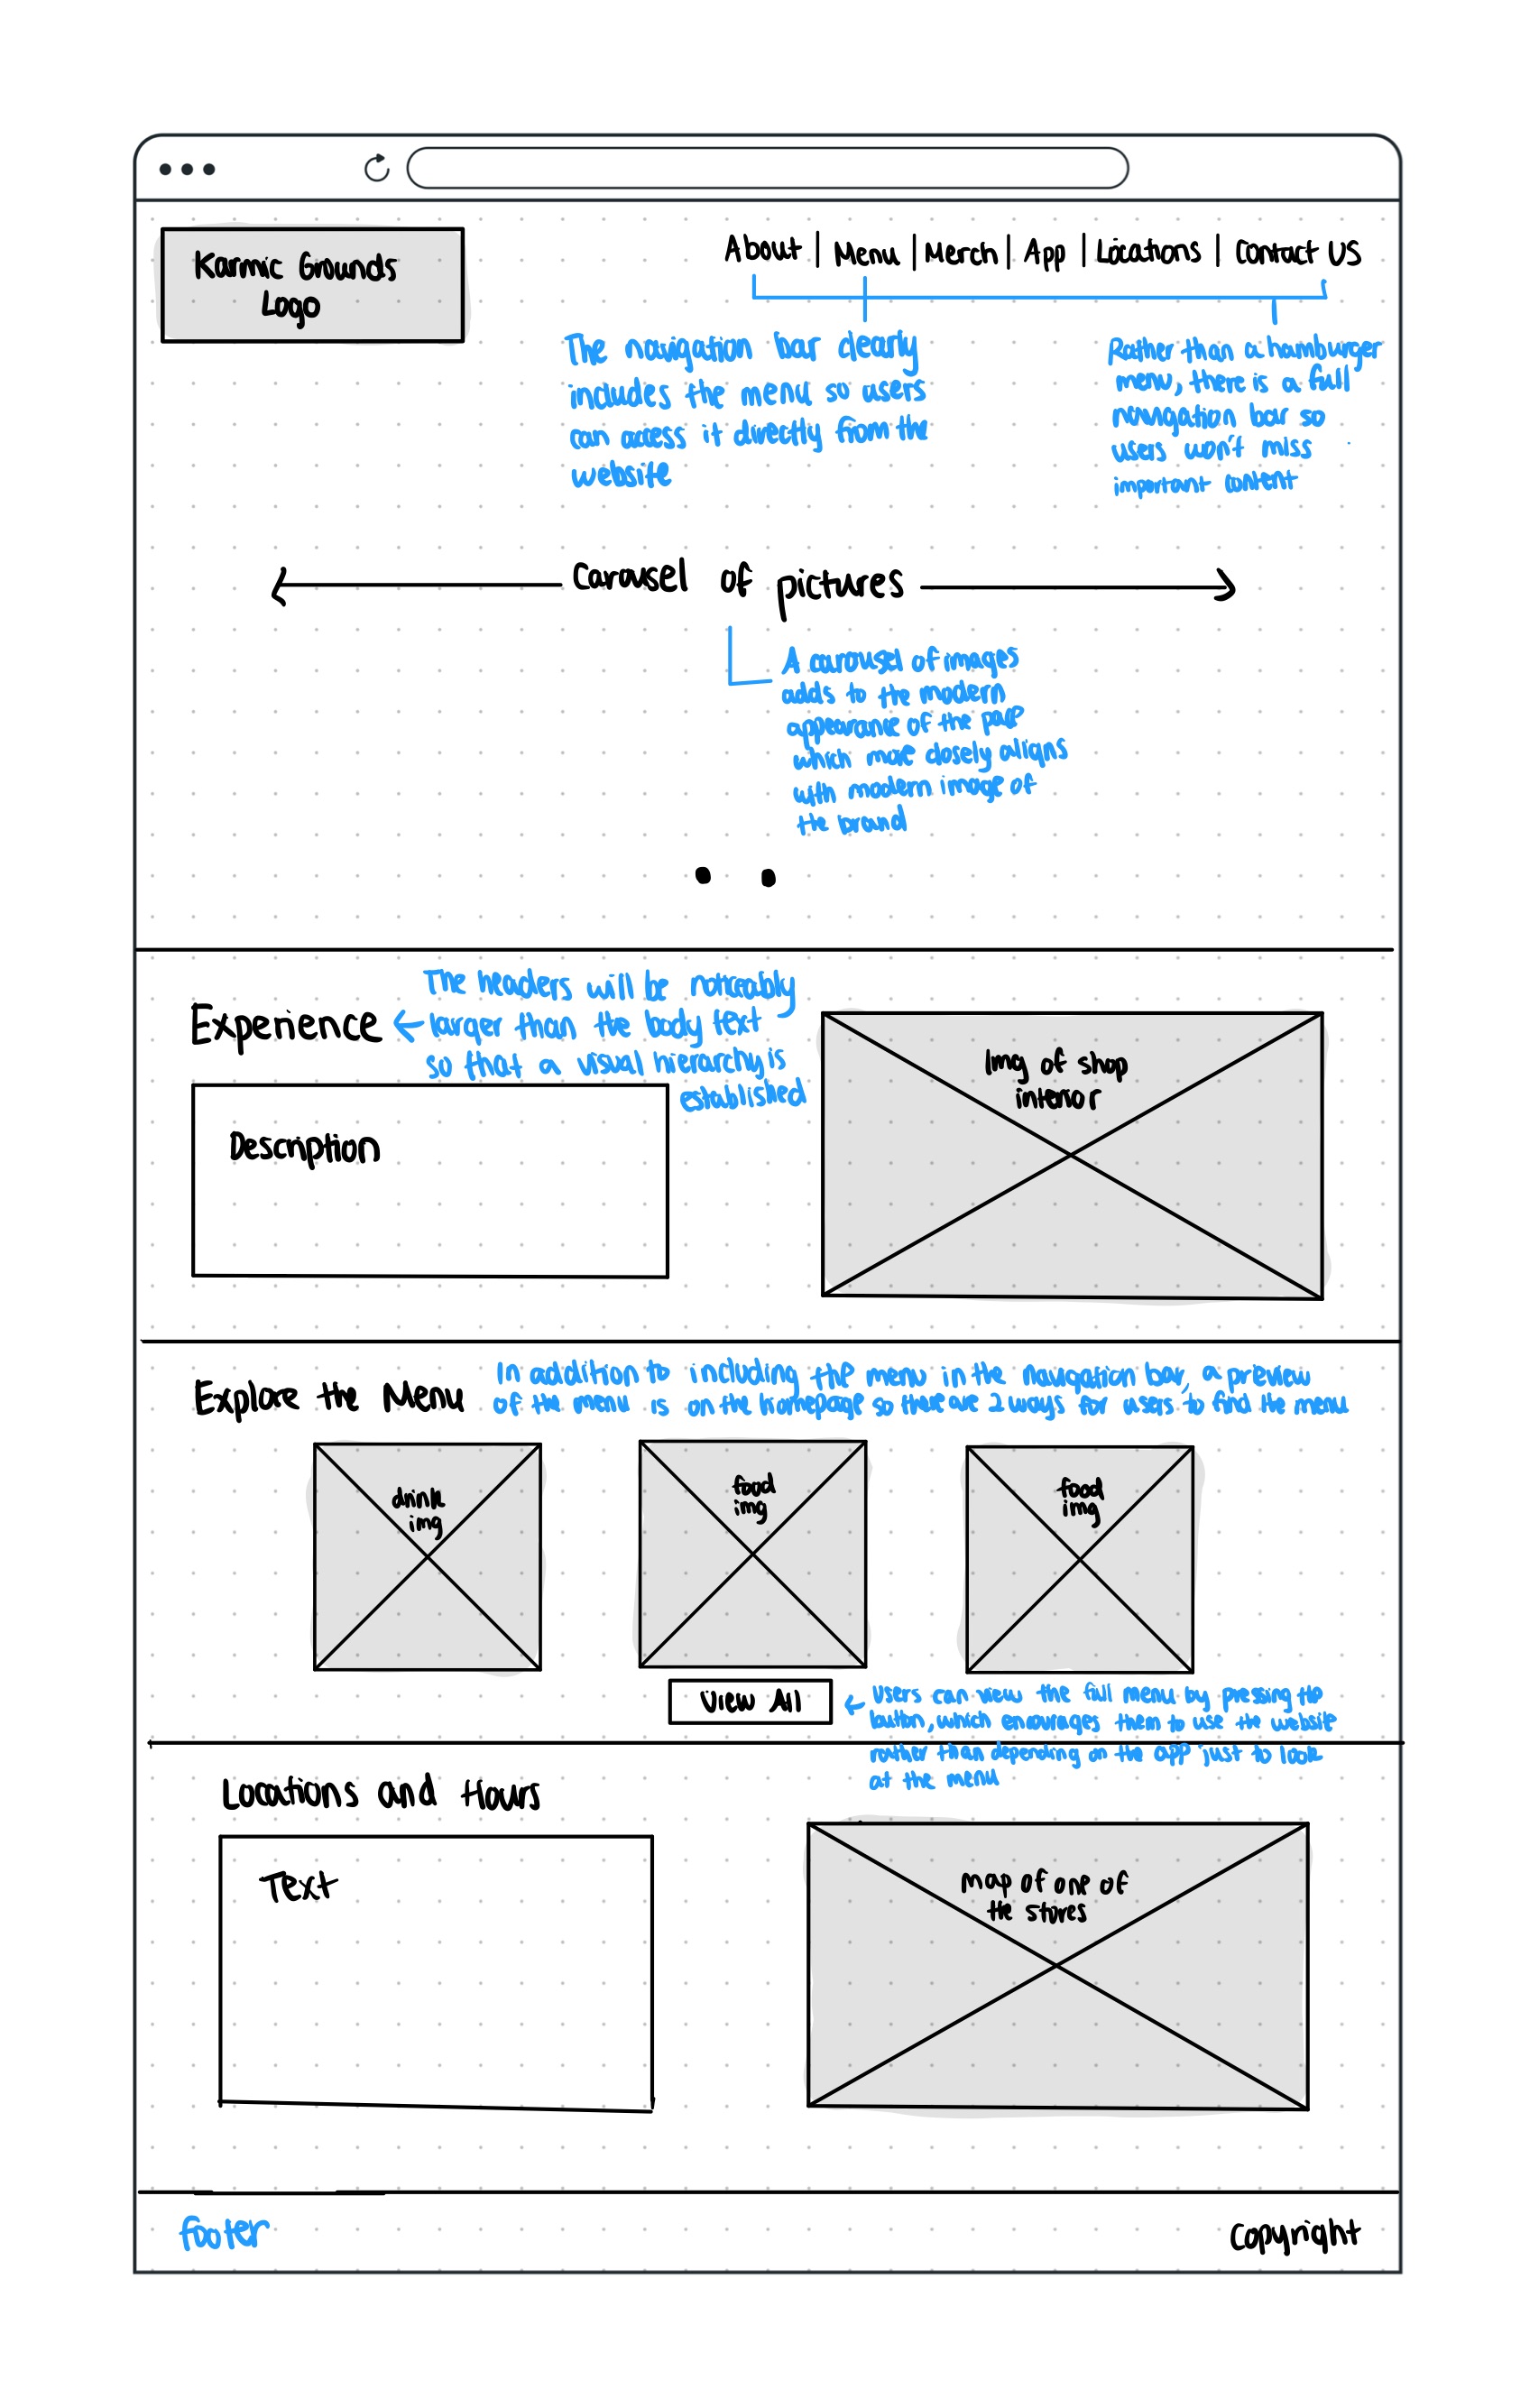 Karmic Grounds
Logo
About | Menu | Merch | App | Locations | Contact Us
The navigation bar clearly
includes the menu so users
can access it directly from the
website
Rather than a hamburger
menu, there is a full
navigation bar so
users won't miss
important content
Carousel of pictures
A carousel of images
adds to the modern
appearance of the page
which more closely aligns
with modern image of
the brand
Experience
The headers will be noticeably
larger than the body text
so that a visual hierarchy is
established
Description
Img of shop
interior
Explore the Menu
In addition to including the menu in the navigation bar, a preview
of the menu is on the homepage so there are 2 ways for users to find the menu
drink
img
food
img
food
img
View All
Users can view the full menu by pressing the
button, which encourages them to use the website
rather than depending on the app just to look
at the menu
Locations and Hours
Text
map of one of
the stores
footer
Copyright